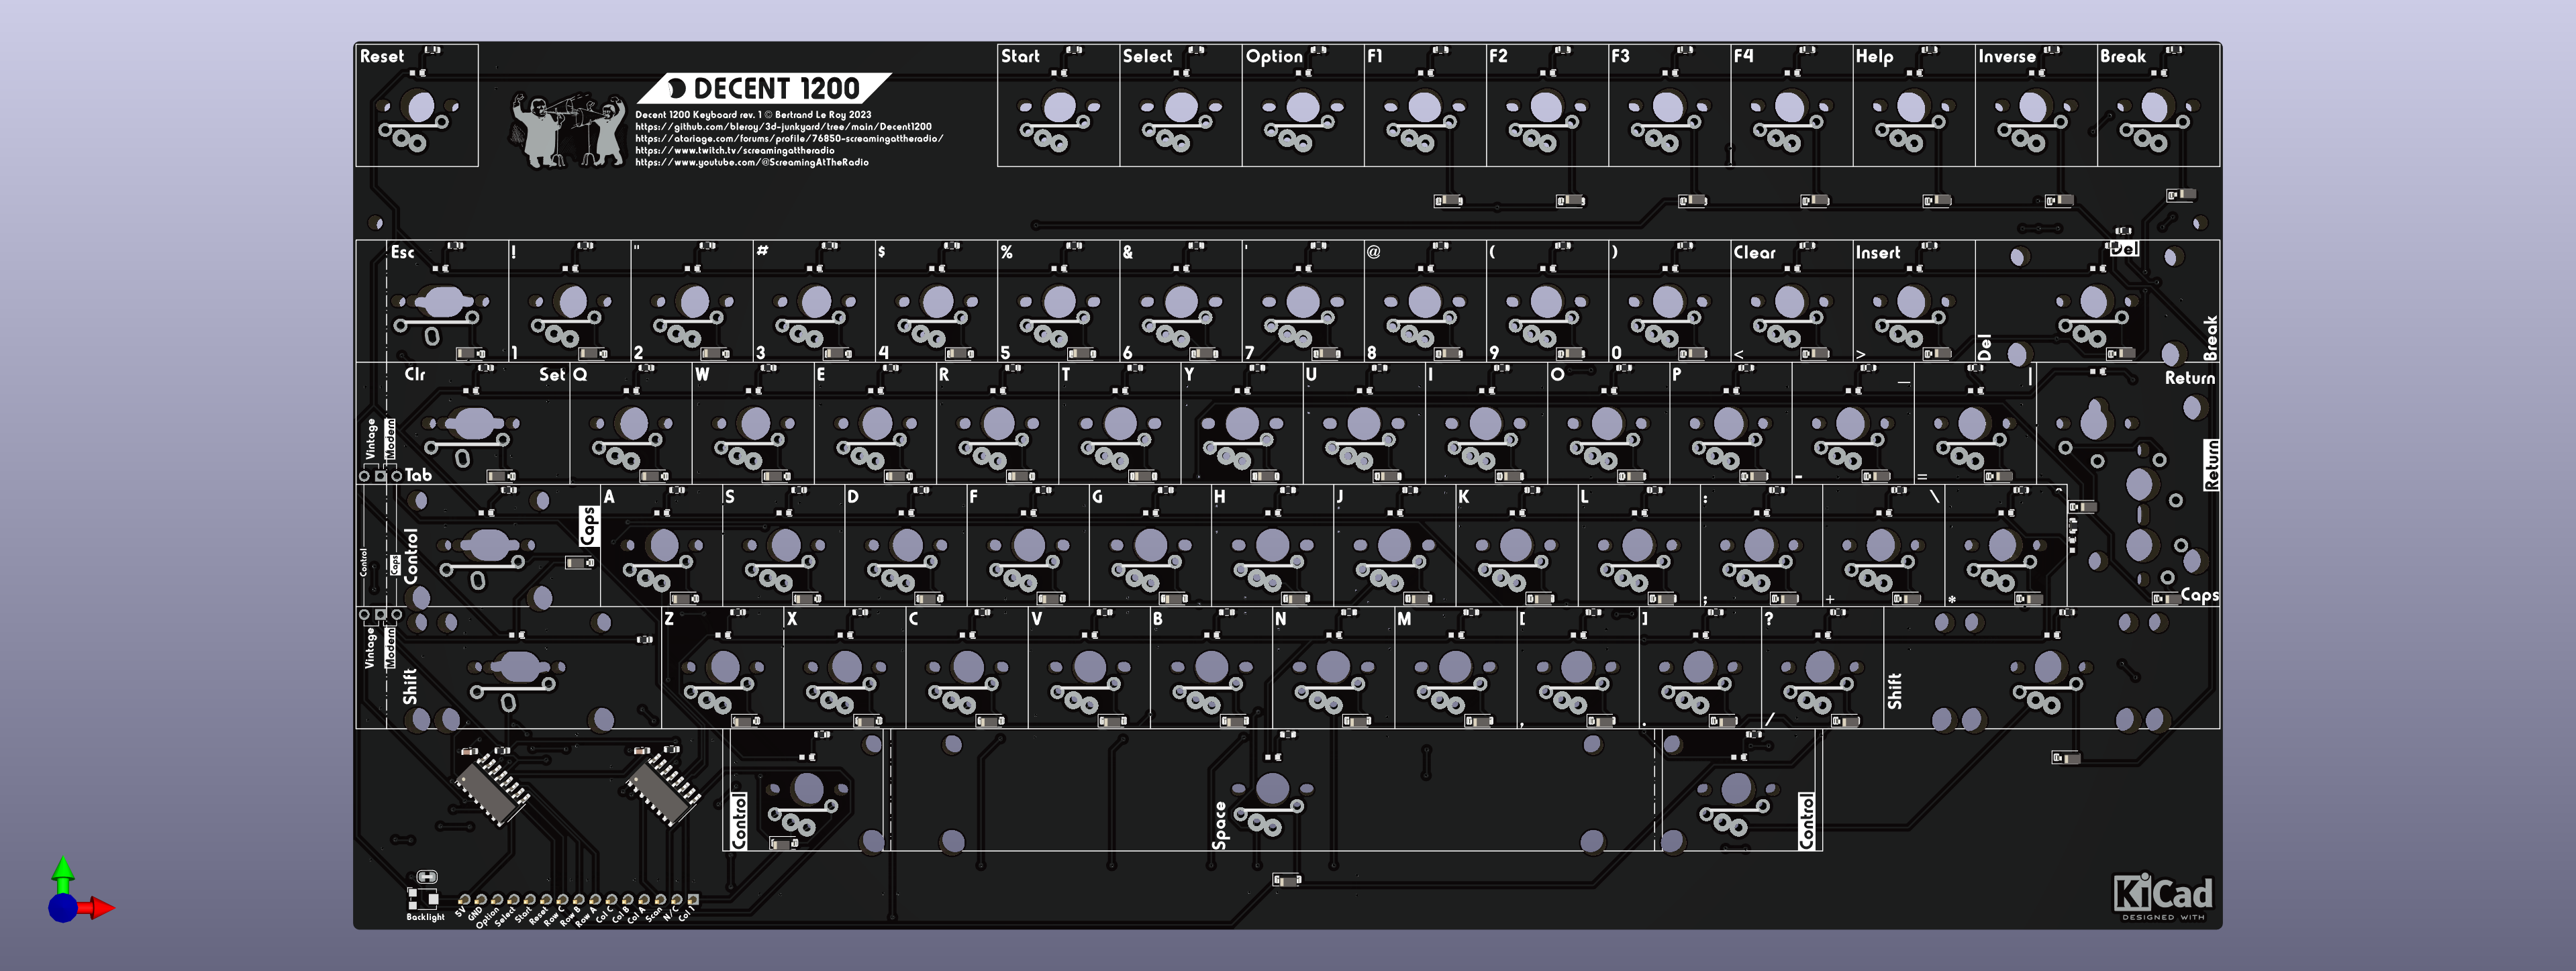 Reset
Start Select Option F1 F2 F3 F4 Help Inverse Break
DECENT 1200
Decent 1200 Keyboard rev. 1 © Bertrand Le Roy 2023
https://github.com/bleroy/3d-junkyard/tree/main/Decent1200
https://atariage.com/forums/profile/76850-screamingattheradio/
https://www.twitch.tv/screamingattheradio
https://www.youtube.com/@ScreamingAtTheRadio
Esc ! " # $ % & ' @ ( ) Clear Insert Del
1 2 3 4 5 6 7 8 9 0 < > Del Break
Clr Set Q W E R T Y U I O P _ | Return
Vintage Modern Tab - = Return
Control Caps Control Caps A S D F G H J K L : \ ^
; + * Caps
Vintage Modern Shift Z X C V B N M [ ] ? Shift
, . /
Control Space Control
Backlight 5V GND Option Select Start Reset Row C Row B Row A Col C Col B Col A Scan N/C Col 1
KiCad
DESIGNED WITH